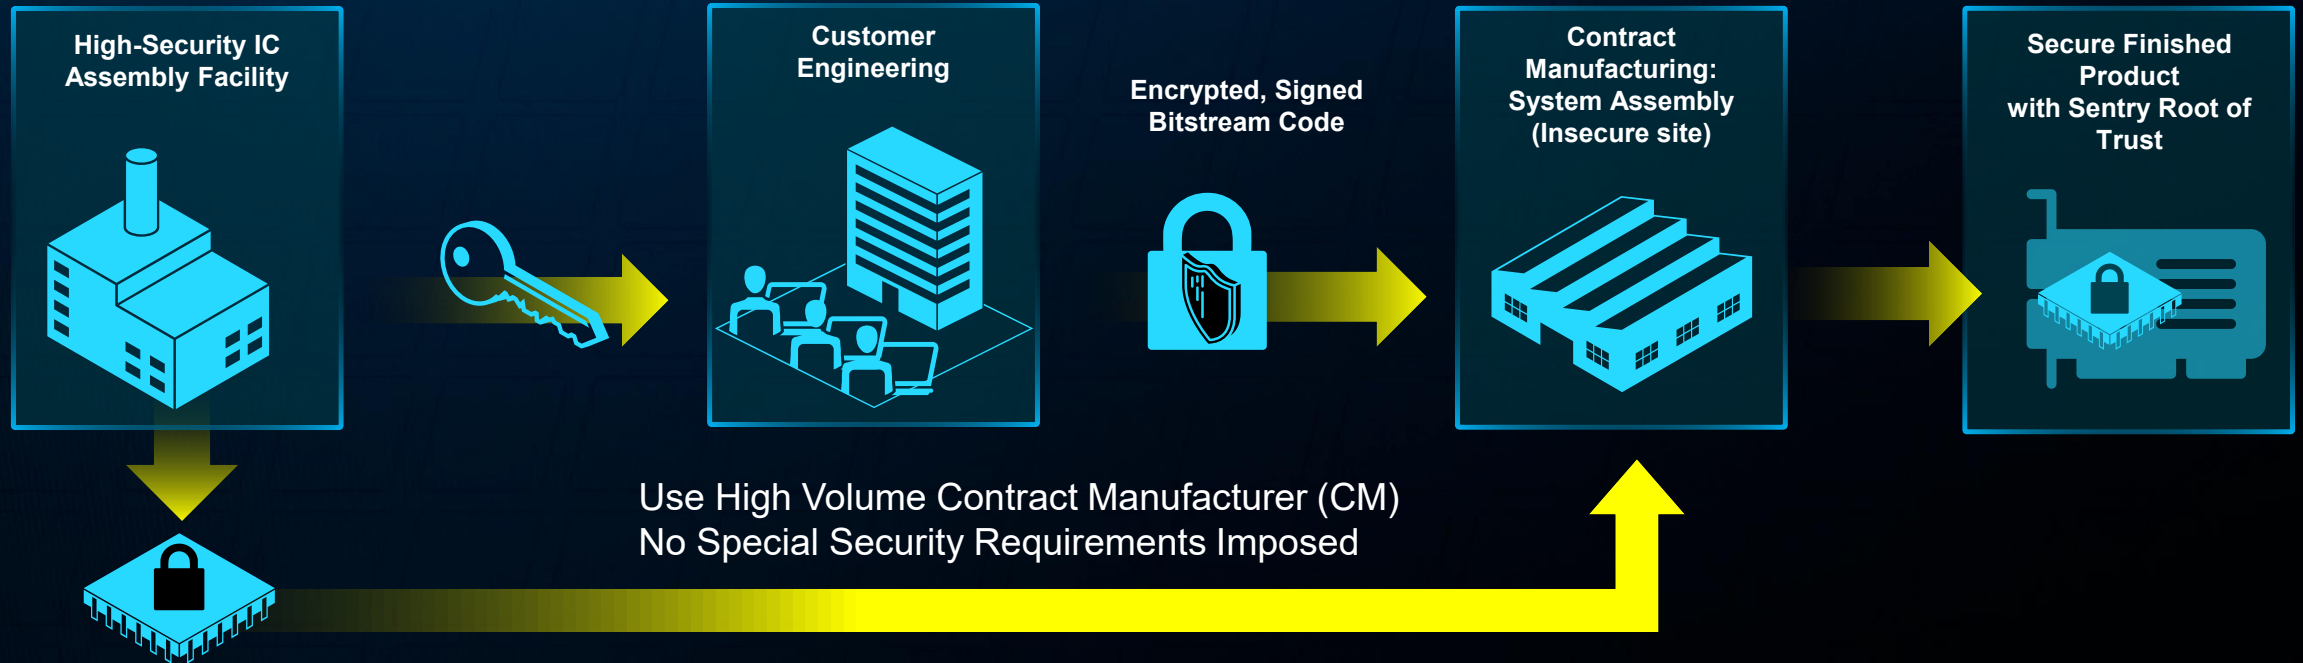 High-Security IC
Assembly Facility
Customer
Engineering
Encrypted, Signed
Bitstream Code
Contract
Manufacturing:
System Assembly
(Insecure site)
Secure Finished
Product
with Sentry Root of
Trust
Use High Volume Contract Manufacturer (CM)
No Special Security Requirements Imposed